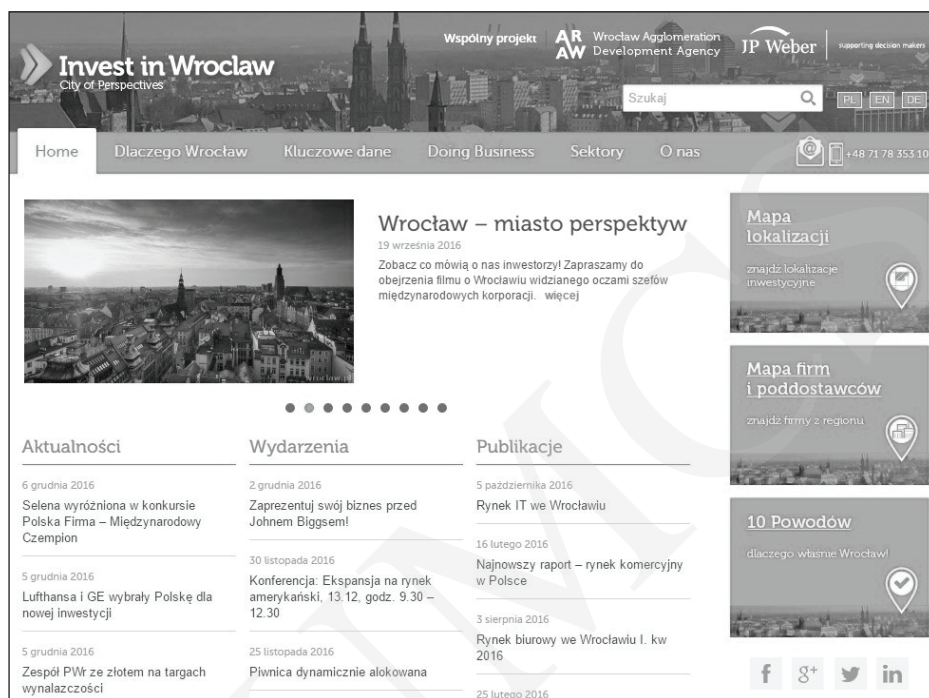 Wspólny projekt
AR
AW
Wrocław Agglomeration
Development Agency
JP Weber
supporting decision makers
Invest in Wroclaw
City of Perspectives
Szukaj
PL EN DE
Home Dlaczego Wrocław Kluczowe dane Doing Business Sektory O nas
+48 71 78 353 10
Wrocław – miasto perspektyw
19 września 2016
Zobacz co mówią o nas inwestorzy! Zapraszamy do
obejrzenia filmu o Wrocławiu widzianego oczami szefów
międzynarodowych korporacji. więcej
wroclaw.pl
Mapa
lokalizacji
znajdź lokalizacje
inwestycyjne
Mapa firm
i poddostawców
znajdź firmy z regionu
10 Powodów
dlaczego własnie Wrocław!
Aktualności
6 grudnia 2016
Selena wyróżniona w konkursie
Polska Firma – Międzynarodowy
Czempion
5 grudnia 2016
Lufthansa i GE wybrały Polskę dla
nowej inwestycji
5 grudnia 2016
Zespół PWr ze złotem na targach
wynalazczości
Wydarzenia
2 grudnia 2016
Zaprezentuj swój biznes przed
Johnem Biggsem!
30 listopada 2016
Konferencja: Ekspansja na rynek
amerykański, 13.12, godz. 9.30 –
12.30
25 listopada 2016
Piwnica dynamicznie alokowana
Publikacje
5 października 2016
Rynek IT we Wrocławiu
16 lutego 2016
Najnowszy raport – rynek komercyjny
w Polsce
3 sierpnia 2016
Rynek biurowy we Wrocławiu I. kw
2016
25 lutego 2016
f g+ in
UMCS